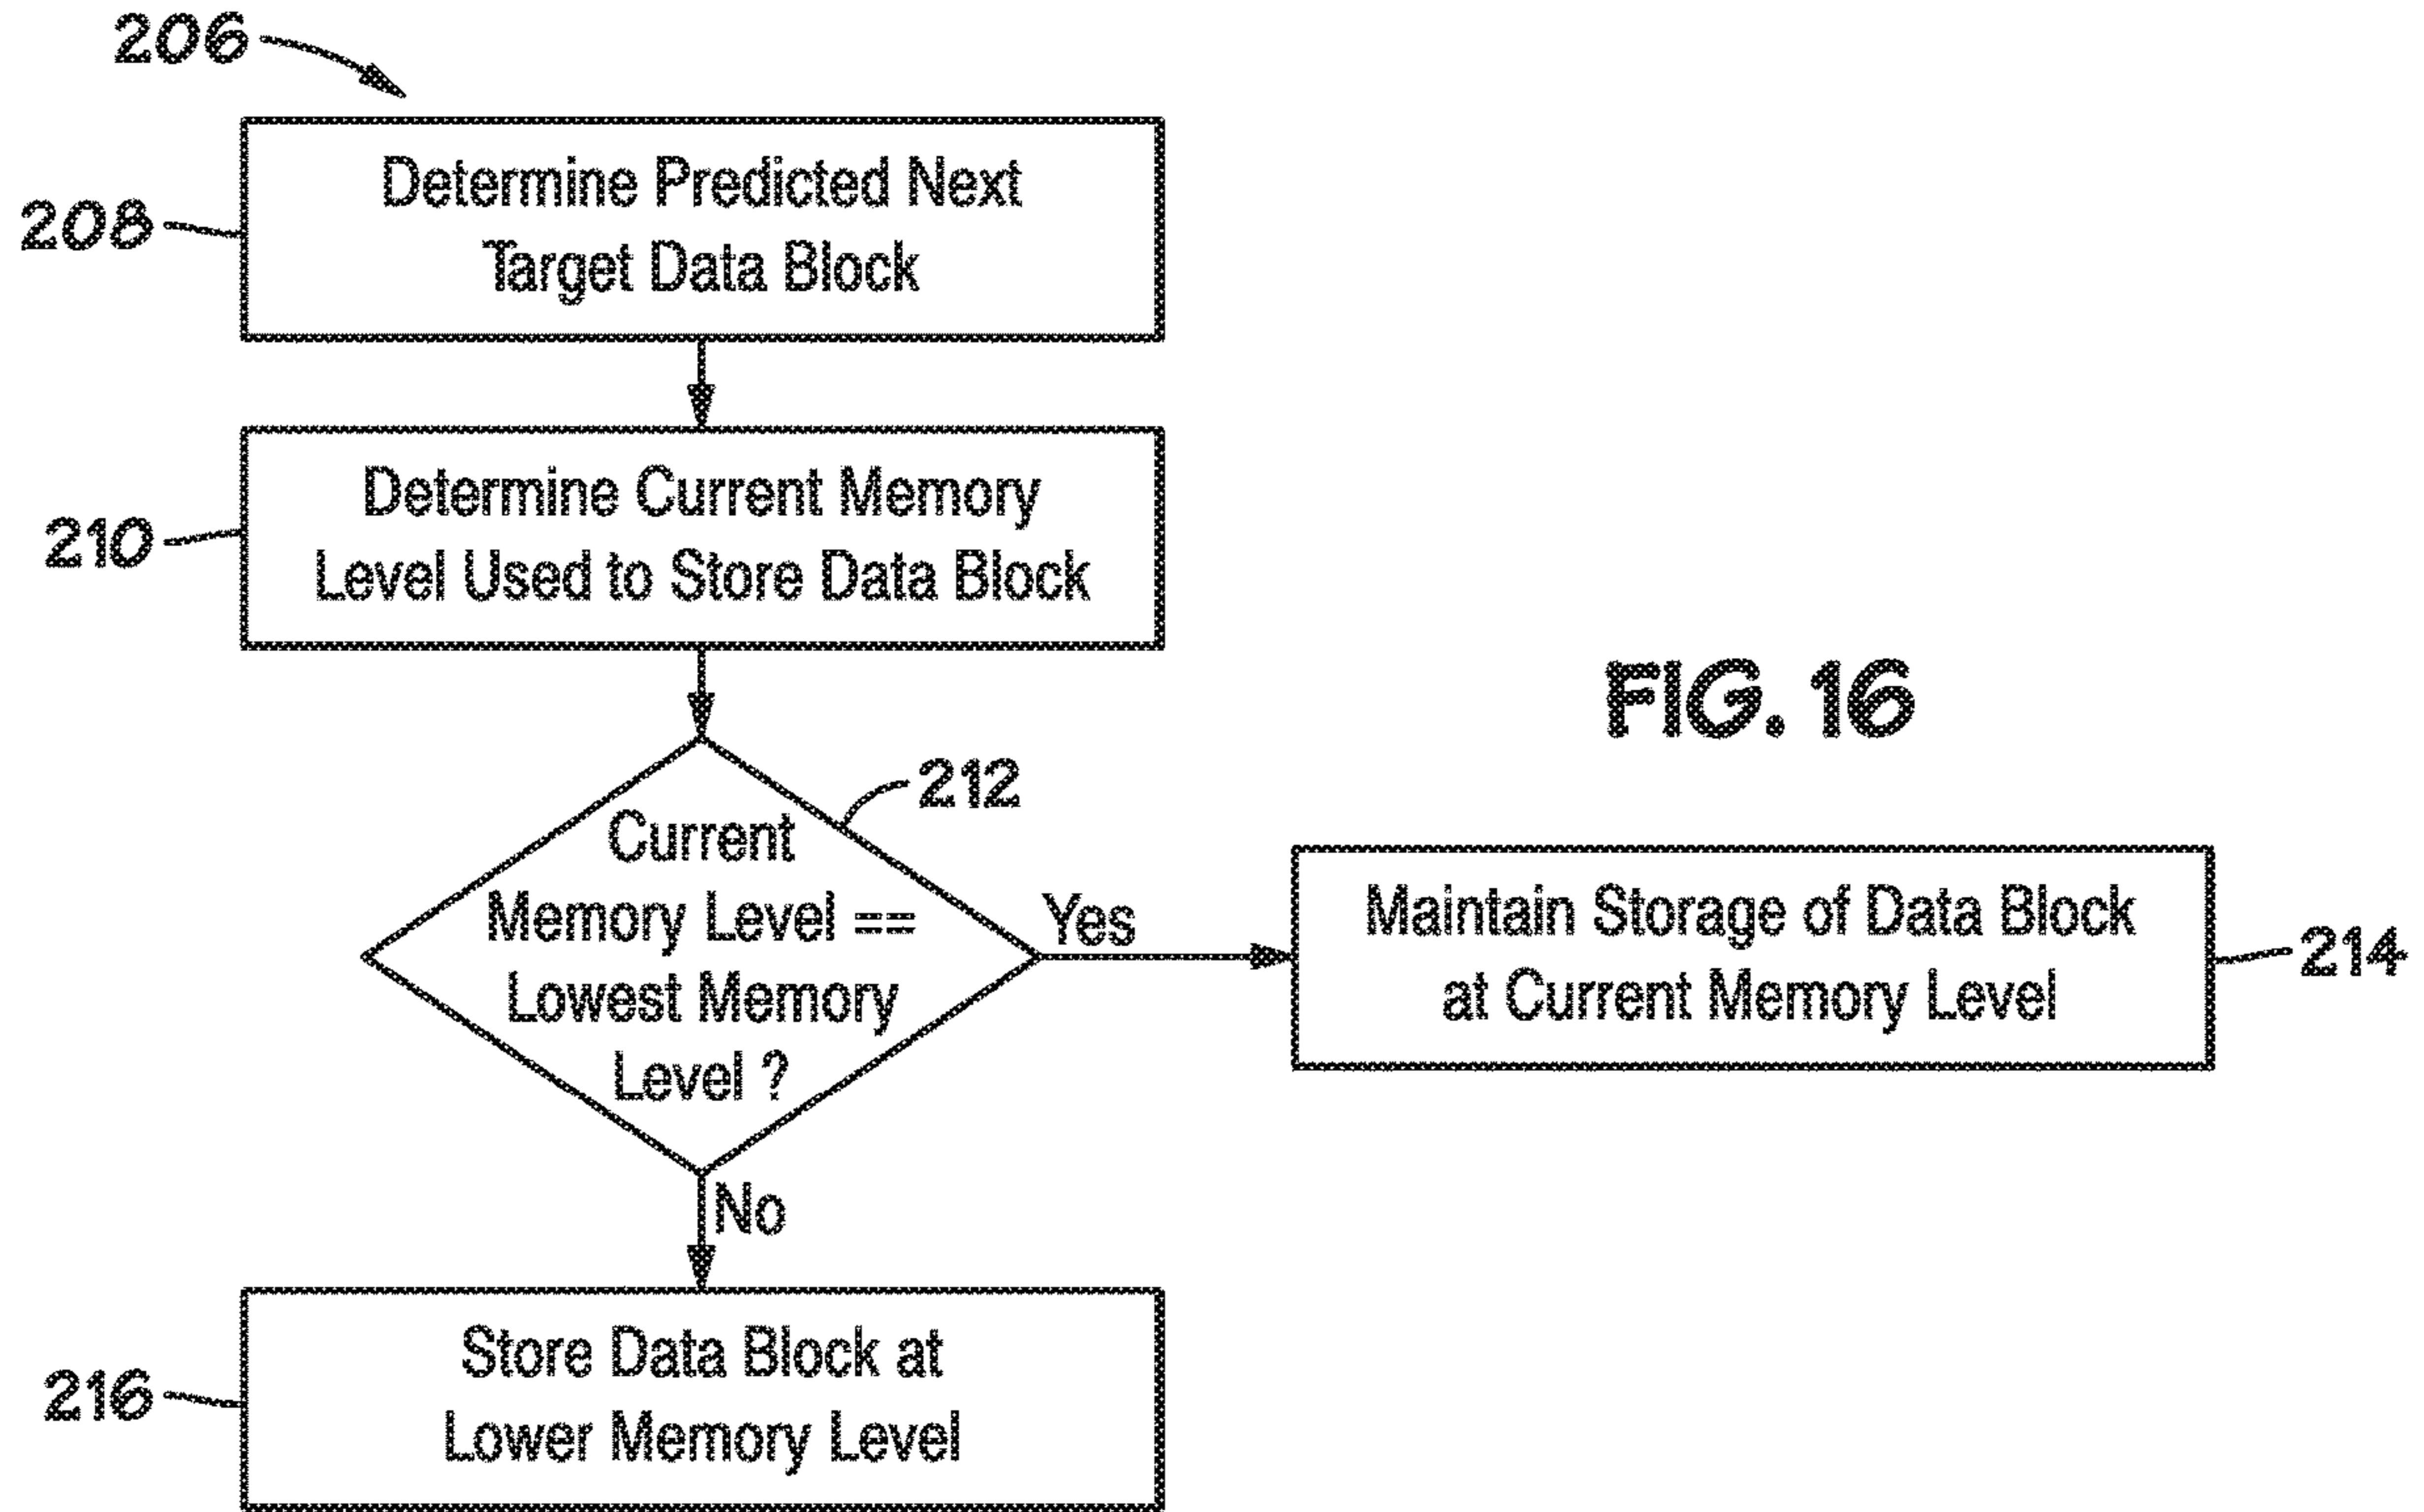 206
208
Determine Predicted Next
Target Data Block
210
Determine Current Memory
Level Used to Store Data Block
FIG. 16
212
Current
Memory Level ==
Lowest Memory
Level ?
Yes
Maintain Storage of Data Block
at Current Memory Level
214
No
216
Store Data Block at
Lower Memory Level